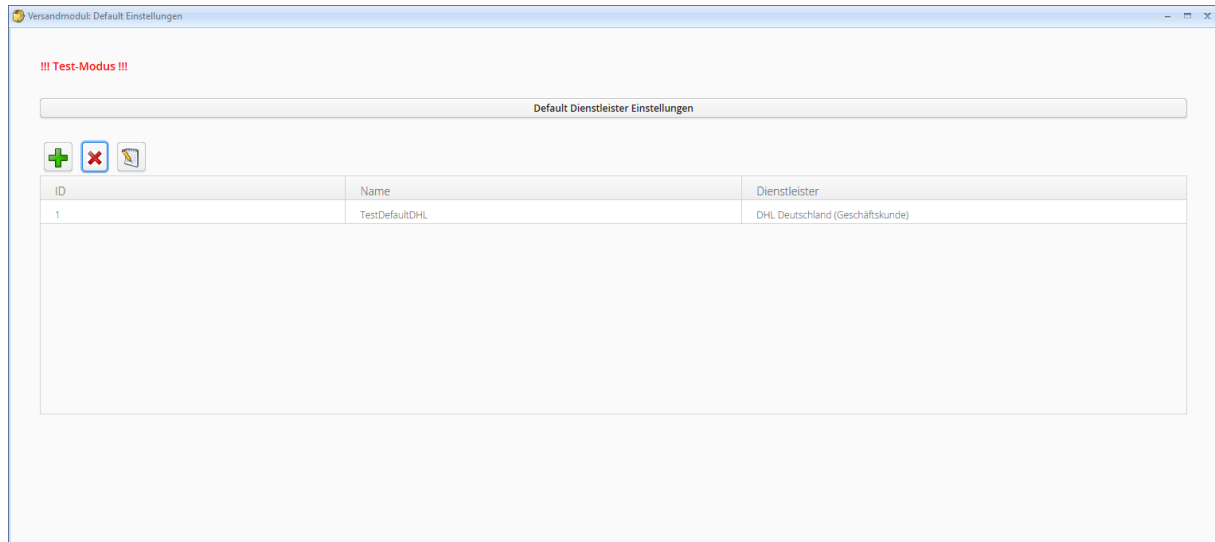 Versandmodul: Default Einstellungen
!!! Test-Modus !!!
Default Dienstleister Einstellungen
ID Name Dienstleister
1 TestDefaultDHL DHL Deutschland (Geschäftskunde)